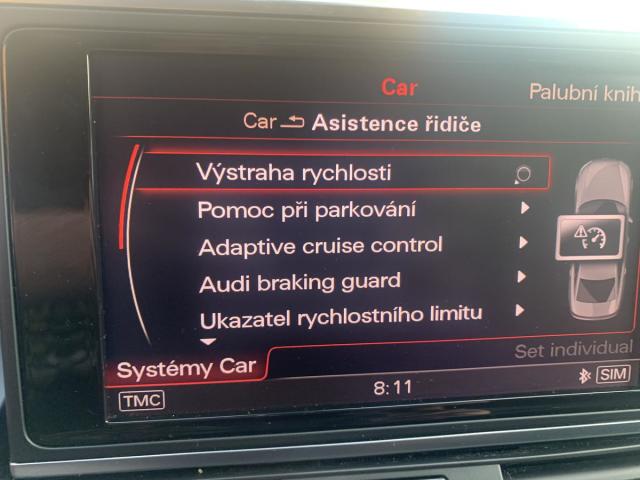 Car
Palubní knih
Car Asistence řidiče
Výstraha rychlosti
Pomoc při parkování
Adaptive cruise control
Audi braking guard
Ukazatel rychlostního limitu
Set individual
Systémy Car
TMC
8:11
SIM